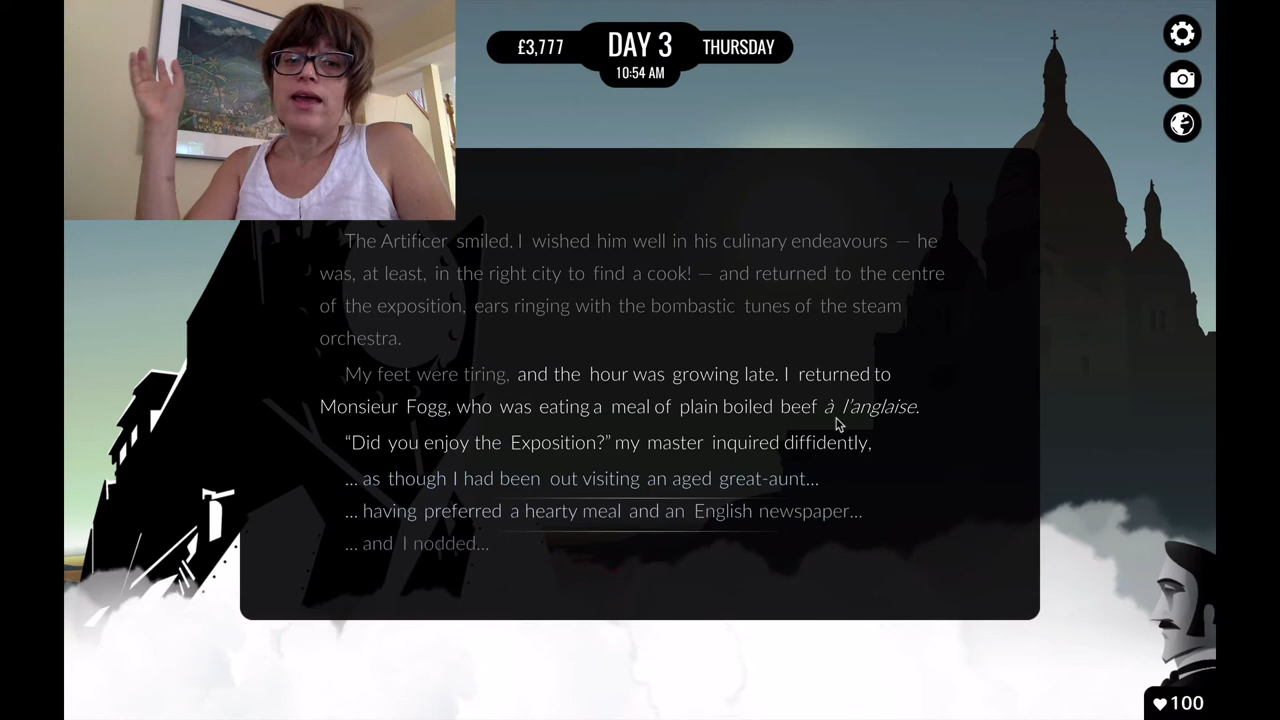 £3,777
DAY 3
THURSDAY
10:54 AM
The Artificer smiled. I wished him well in his culinary endeavours — he
was, at least, in the right city to find a cook! — and returned to the centre
of the exposition, ears ringing with the bombastic tunes of the steam
orchestra.
My feet were tiring, and the hour was growing late. I returned to
Monsieur Fogg, who was eating a meal of plain boiled beef à l'anglaise.
“Did you enjoy the Exposition?” my master inquired diffidently,
... as though I had been out visiting an aged great-aunt...
... having preferred a hearty meal and an English newspaper...
... and I nodded...
100